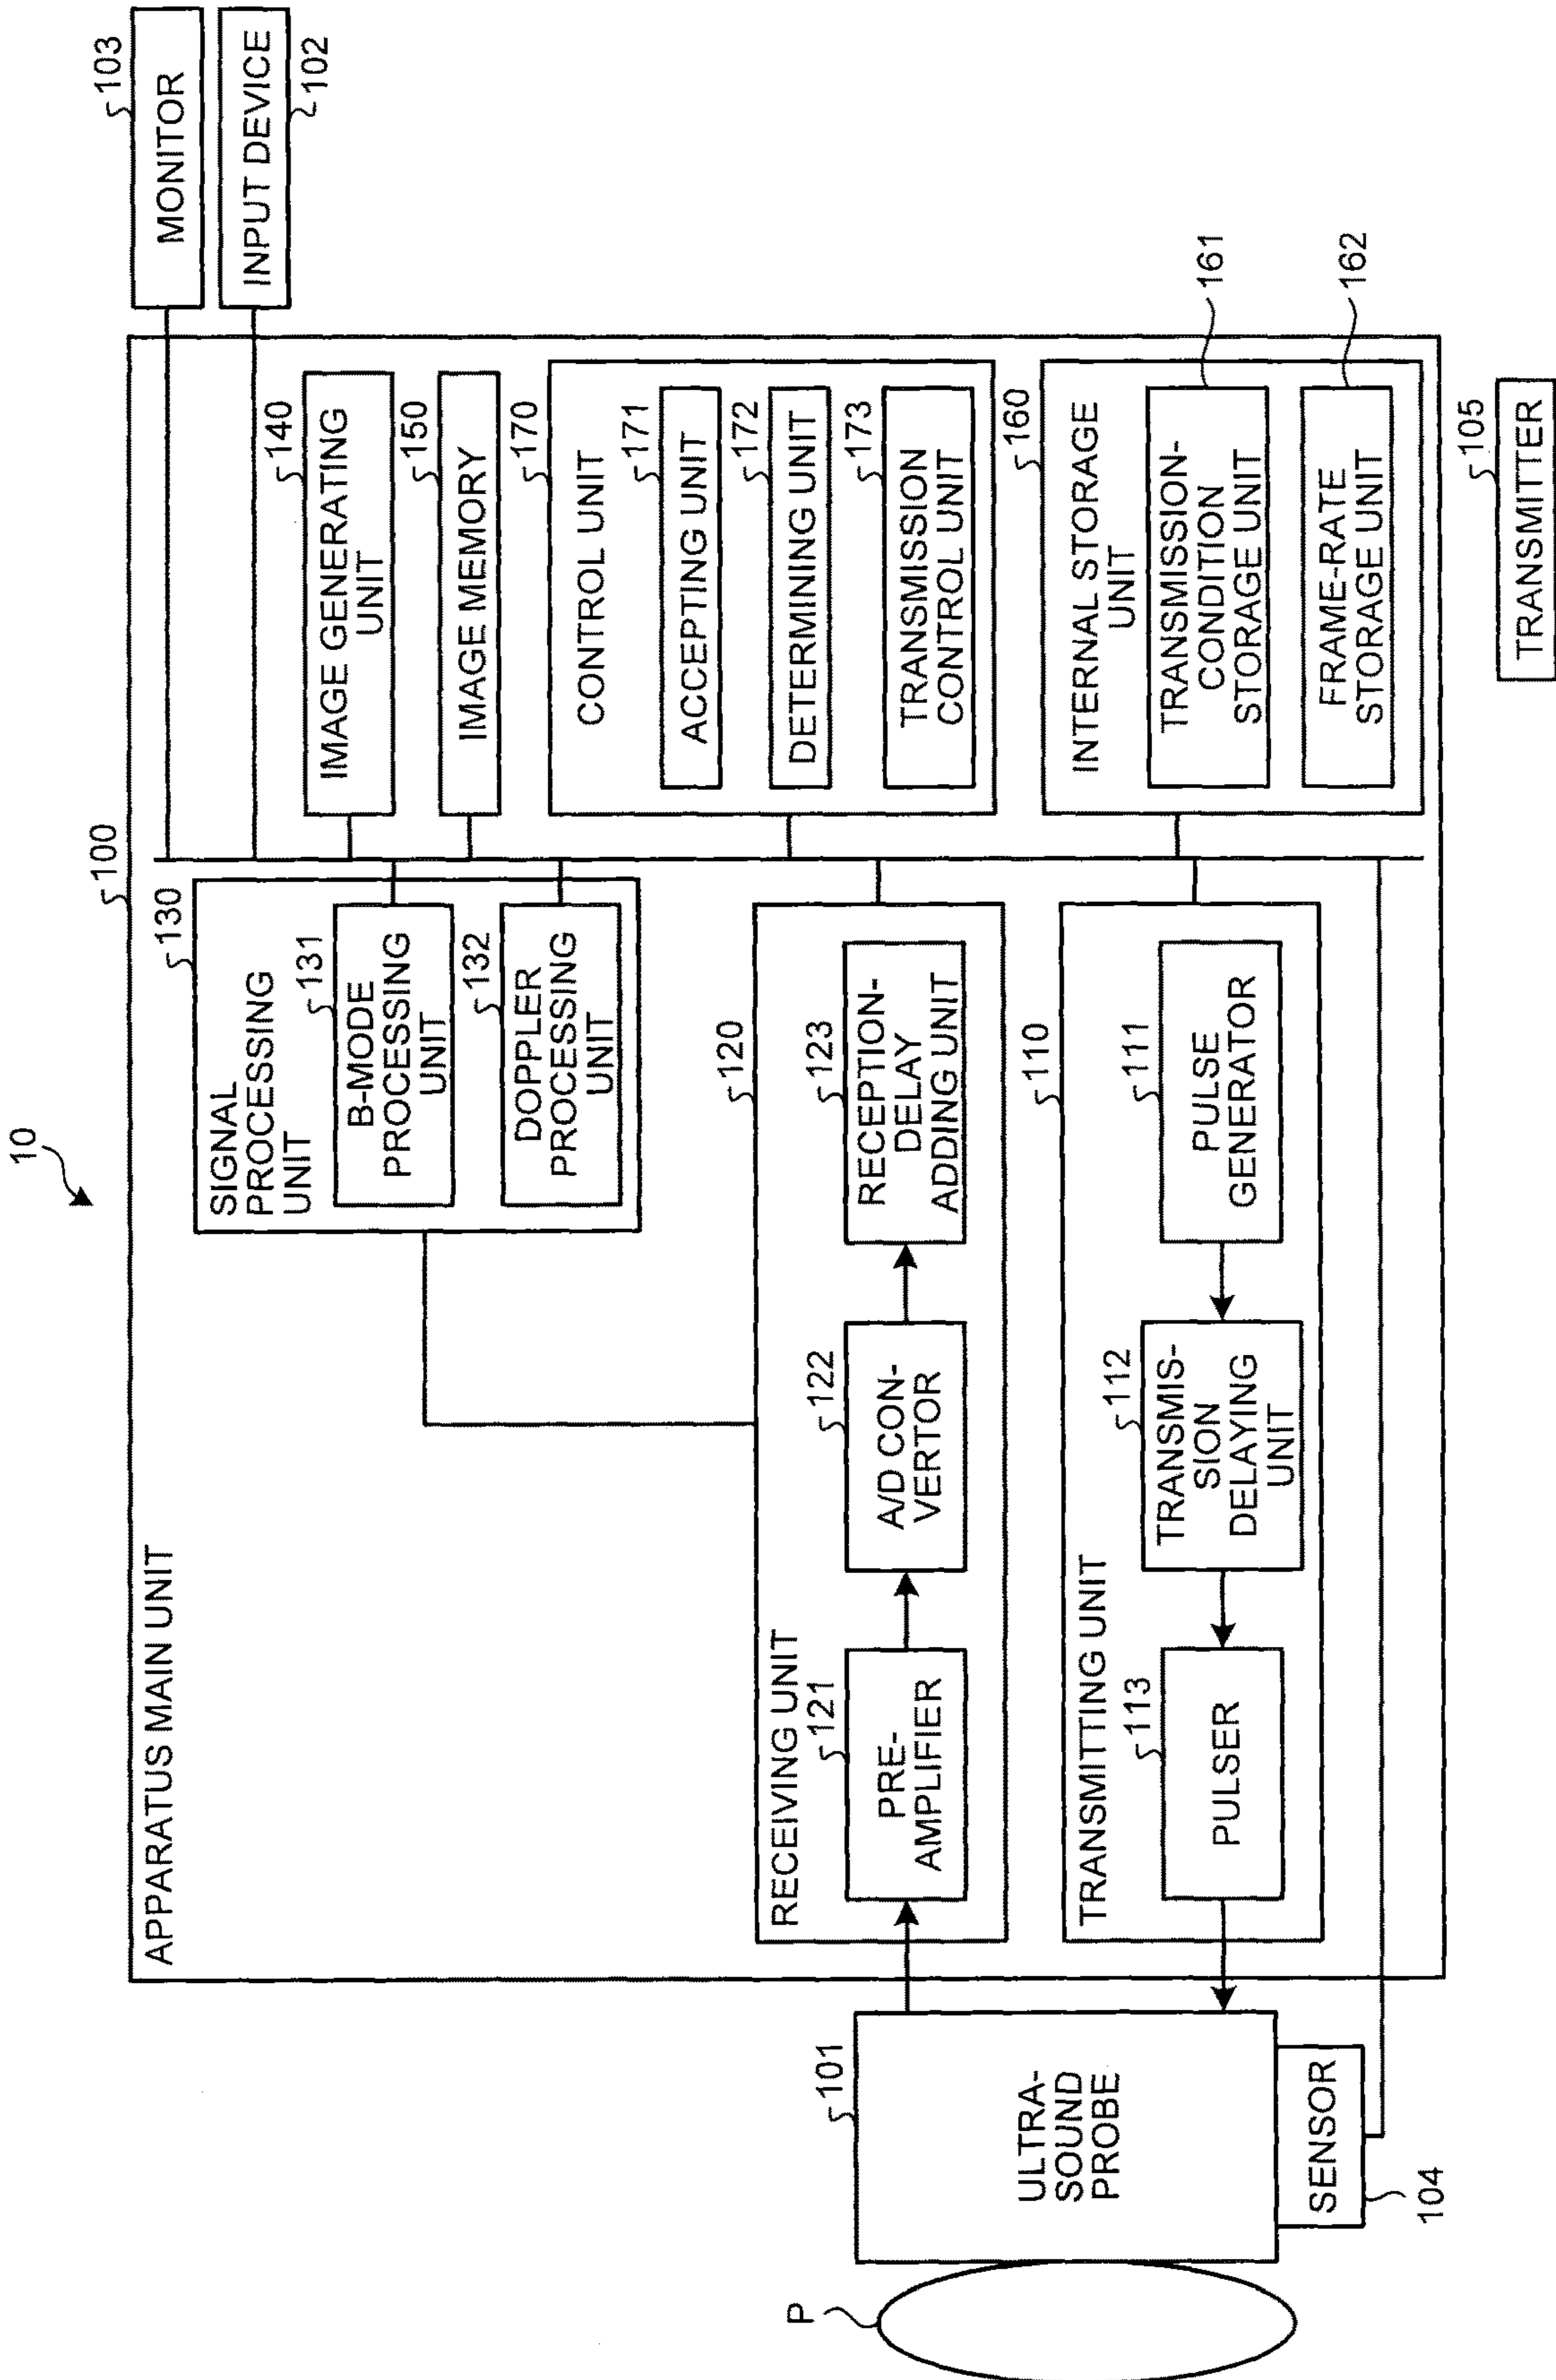 10
100
APPARATUS MAIN UNIT
103
MONITOR
INPUT DEVICE
102
130
SIGNAL
PROCESSING
UNIT
131
B-MODE
PROCESSING
UNIT
132
DOPPLER
PROCESSING
UNIT
140
IMAGE GENERATING
UNIT
150
IMAGE MEMORY
170
CONTROL UNIT
171
ACCEPTING UNIT
172
DETERMINING UNIT
173
TRANSMISSION
CONTROL UNIT
120
RECEIVING UNIT
121
PRE-
AMPLIFIER
122
A/D CON-
VERTOR
123
RECEPTION-
DELAY
ADDING UNIT
160
INTERNAL STORAGE
UNIT
TRANSMISSION-
CONDITION
STORAGE UNIT
161
FRAME-RATE
STORAGE UNIT
162
110
TRANSMITTING UNIT
113
PULSER
112
TRANSMIS-
SION
DELAYING
UNIT
111
PULSE
GENERATOR
P
101
ULTRA-
SOUND
PROBE
SENSOR
104
105
TRANSMITTER